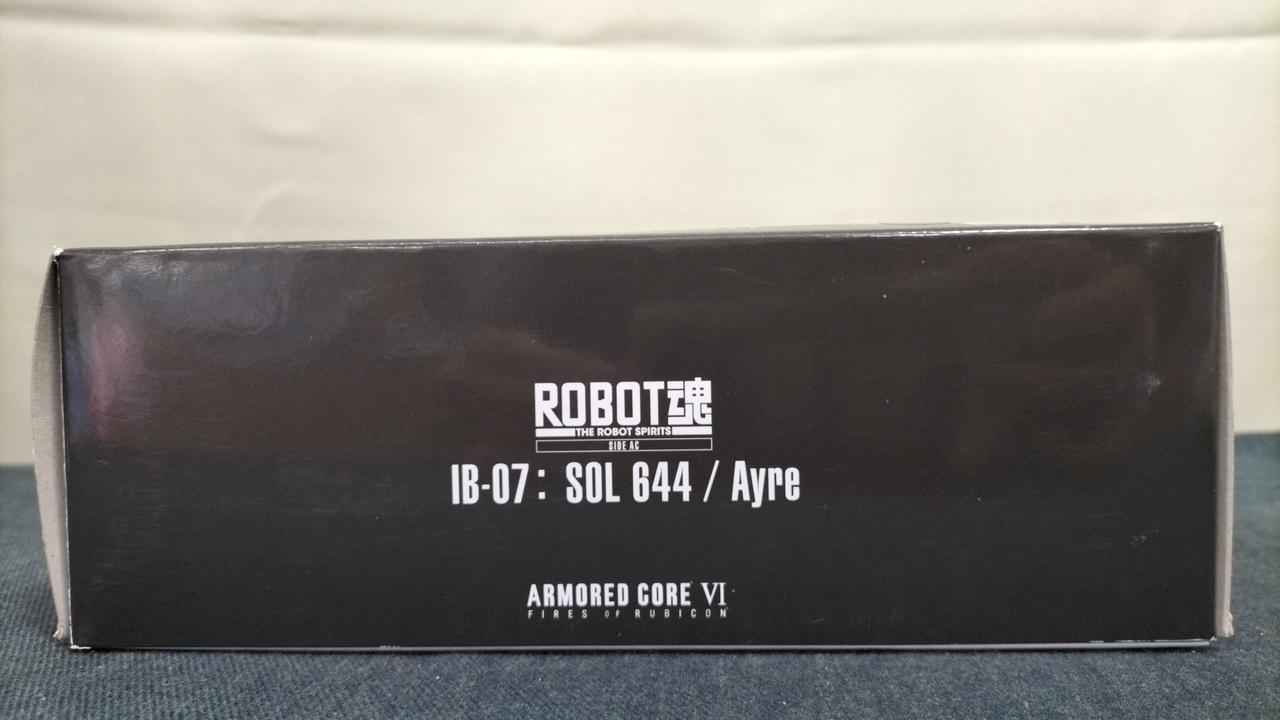 ROBOT魂
THE ROBOT SPIRITS
SIDE AC
IB-07: SOL 644 / Ayre
ARMORED CORE VI
FIRES OF RUBICON